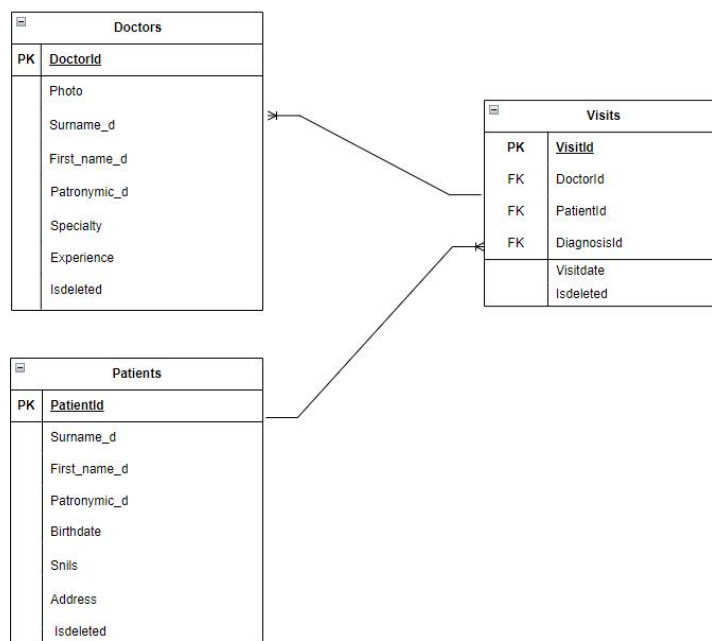 Doctors
PK DoctorId
Photo
Surname_d
First_name_d
Patronymic_d
Specialty
Experience
Isdeleted
Visits
PK VisitId
FK DoctorId
FK PatientId
FK DiagnosisId
Visitdate
Isdeleted
Patients
PK PatientId
Surname_d
First_name_d
Patronymic_d
Birthdate
Snils
Address
Isdeleted